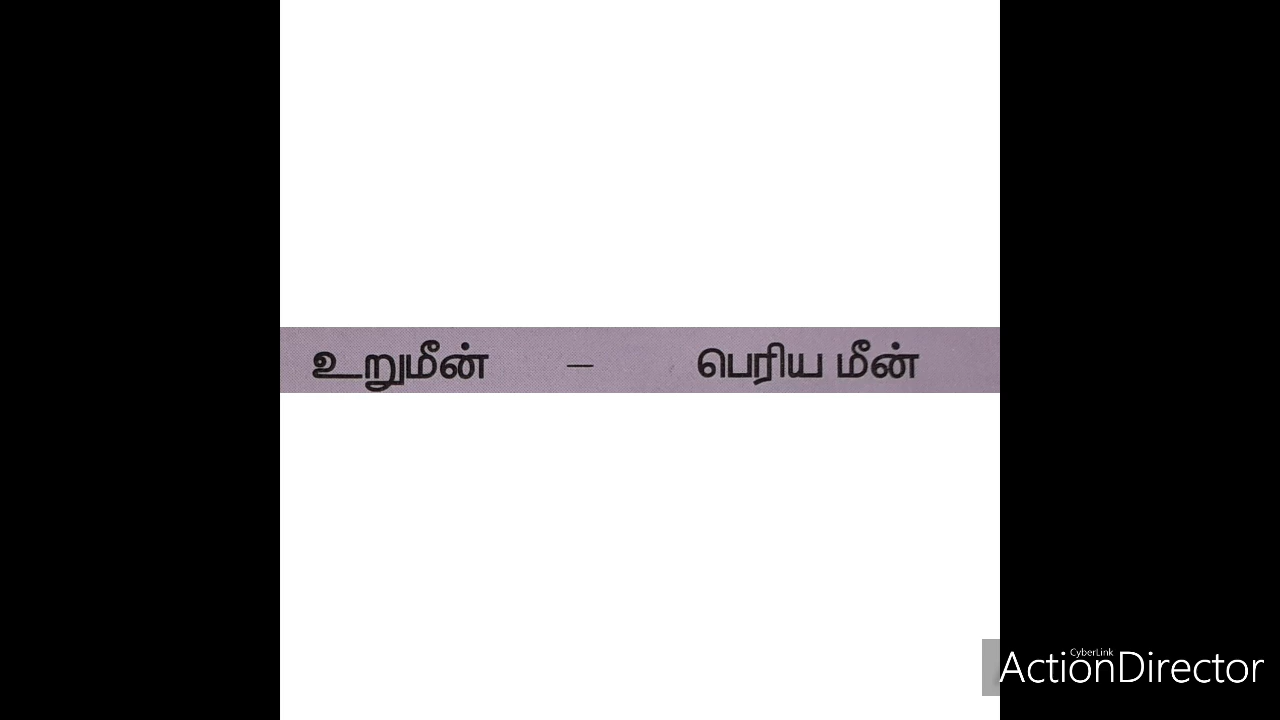 உறுமீன் – பெரிய மீன்
CyberLink
ActionDirector